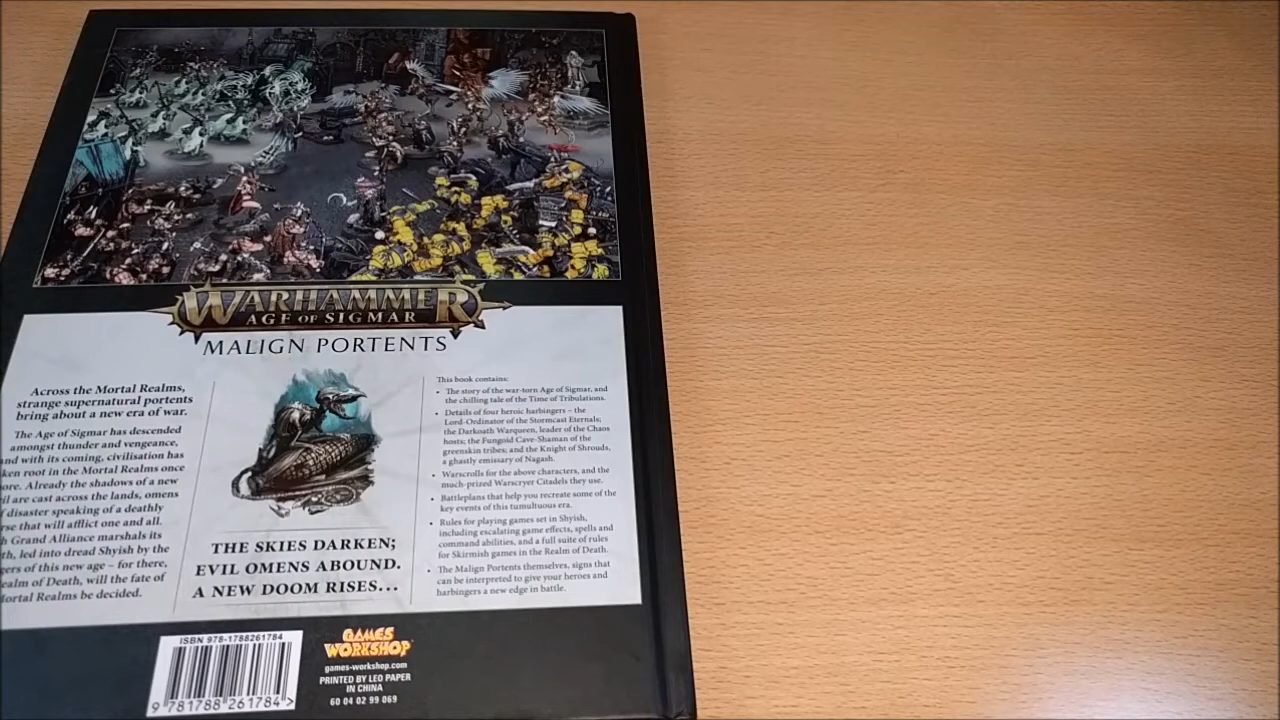 WARHAMMER
AGE OF SIGMAR
MALIGN PORTENTS
Across the Mortal Realms,
strange supernatural portents
bring about a new era of war.
The Age of Sigmar has descended
amongst thunder and vengeance,
and with its coming, civilisation has
ken root in the Mortal Realms once
ore. Already the shadows of a new
il are cast across the lands, omens
f disaster speaking of a deathly
rse that will afflict one and all.
h Grand Alliance marshals its
th, led into dread Shyish by the
gers of this new age – for there,
ealm of Death, will the fate of
Mortal Realms be decided.
THE SKIES DARKEN;
EVIL OMENS ABOUND.
A NEW DOOM RISES...
This book contains:
• The story of the war-torn Age of Sigmar, and
the chilling tale of the Time of Tribulations.
• Details of four heroic harbingers – the
Lord-Ordinator of the Stormcast Eternals;
the Darkoath Warqueen, leader of the Chaos
hosts; the Fungoid Cave-Shaman of the
greenskin tribes; and the Knight of Shrouds,
a ghastly emissary of Nagash.
• Warscrolls for the above characters, and the
much-prized Warscryer Citadels they use.
• Battleplans that help you recreate some of the
key events of this tumultuous era.
• Rules for playing games set in Shyish,
including escalating game effects, spells and
command abilities, and a full suite of rules
for Skirmish games in the Realm of Death.
• The Malign Portents themselves, signs that
can be interpreted to give your heroes and
harbingers a new edge in battle.
ISBN 978-1788261784
9 781788 261784 >
GAMES
WORKSHOP
games-workshop.com
PRINTED BY LEO PAPER
IN CHINA
60 04 02 99 069